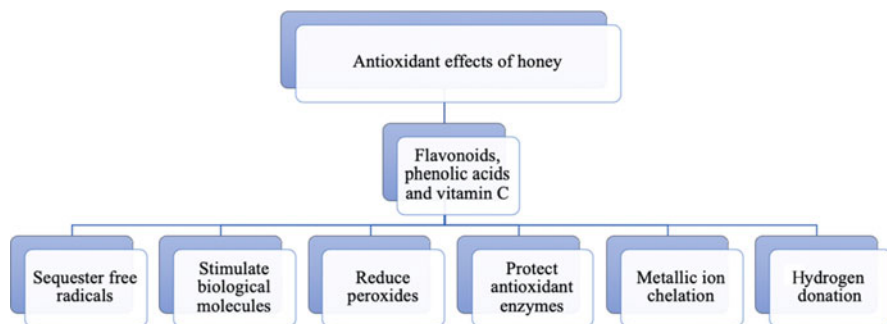 Antioxidant effects of honey
Flavonoids,
phenolic acids
and vitamin C
Sequester free
radicals
Stimulate
biological
molecules
Reduce
peroxides
Protect
antioxidant
enzymes
Metallic ion
chelation
Hydrogen
donation